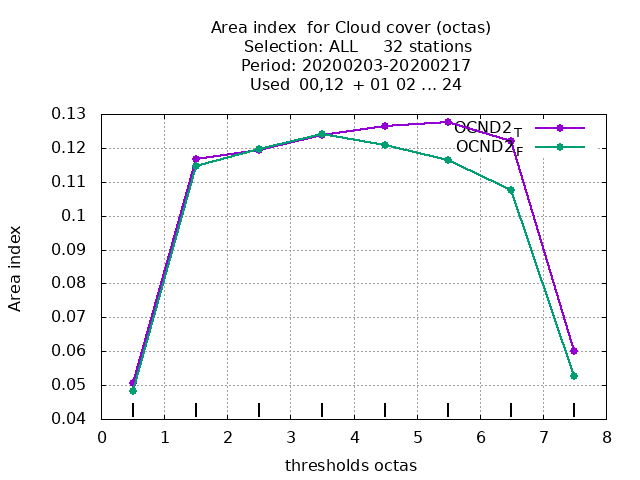 Area index  for Cloud cover (octas)
Selection: ALL     32 stations
Period: 20200203-20200217
Used  00,12  + 01 02 ... 24
OCND2T
OCND2F
0.13
0.12
0.11
0.1
0.09
0.08
0.07
0.06
0.05
0.04
Area index
0 1 2 3 4 5 6 7 8
thresholds octas